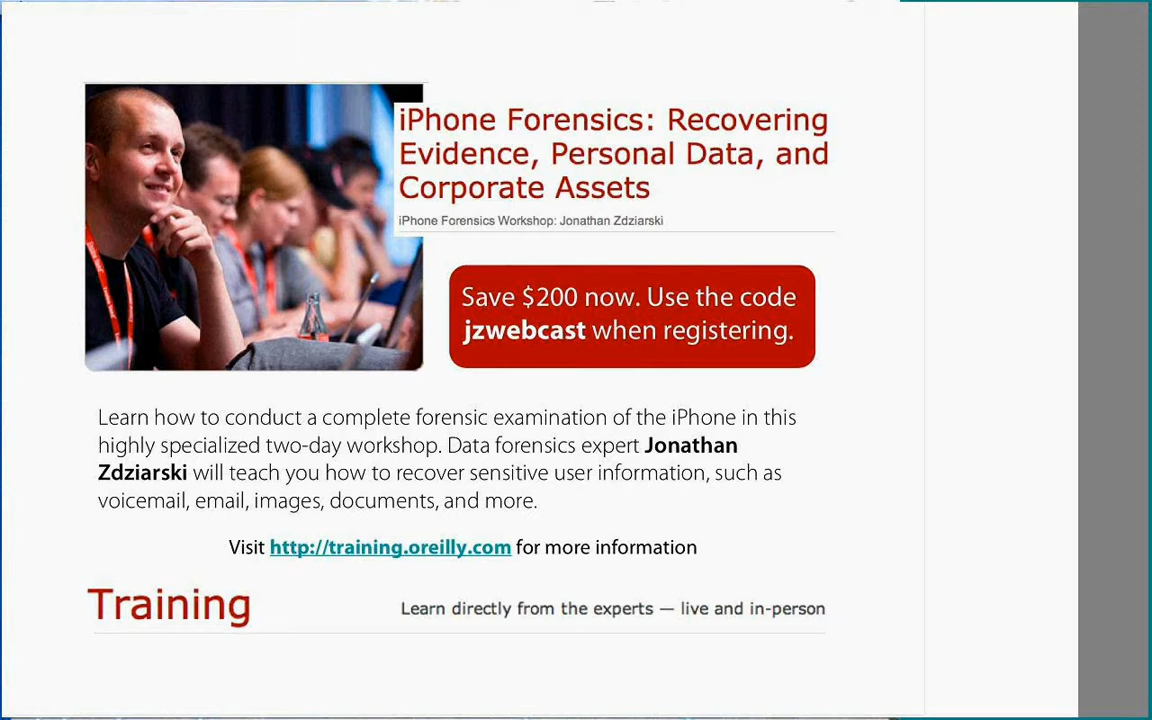 iPhone Forensics: Recovering
Evidence, Personal Data, and
Corporate Assets
iPhone Forensics Workshop: Jonathan Zdziarski
Save $200 now. Use the code
jzwebcast when registering.
Learn how to conduct a complete forensic examination of the iPhone in this
highly specialized two-day workshop. Data forensics expert Jonathan
Zdziarski will teach you how to recover sensitive user information, such as
voicemail, email, images, documents, and more.
Visit http://training.oreilly.com for more information
Training
Learn directly from the experts — live and in-person